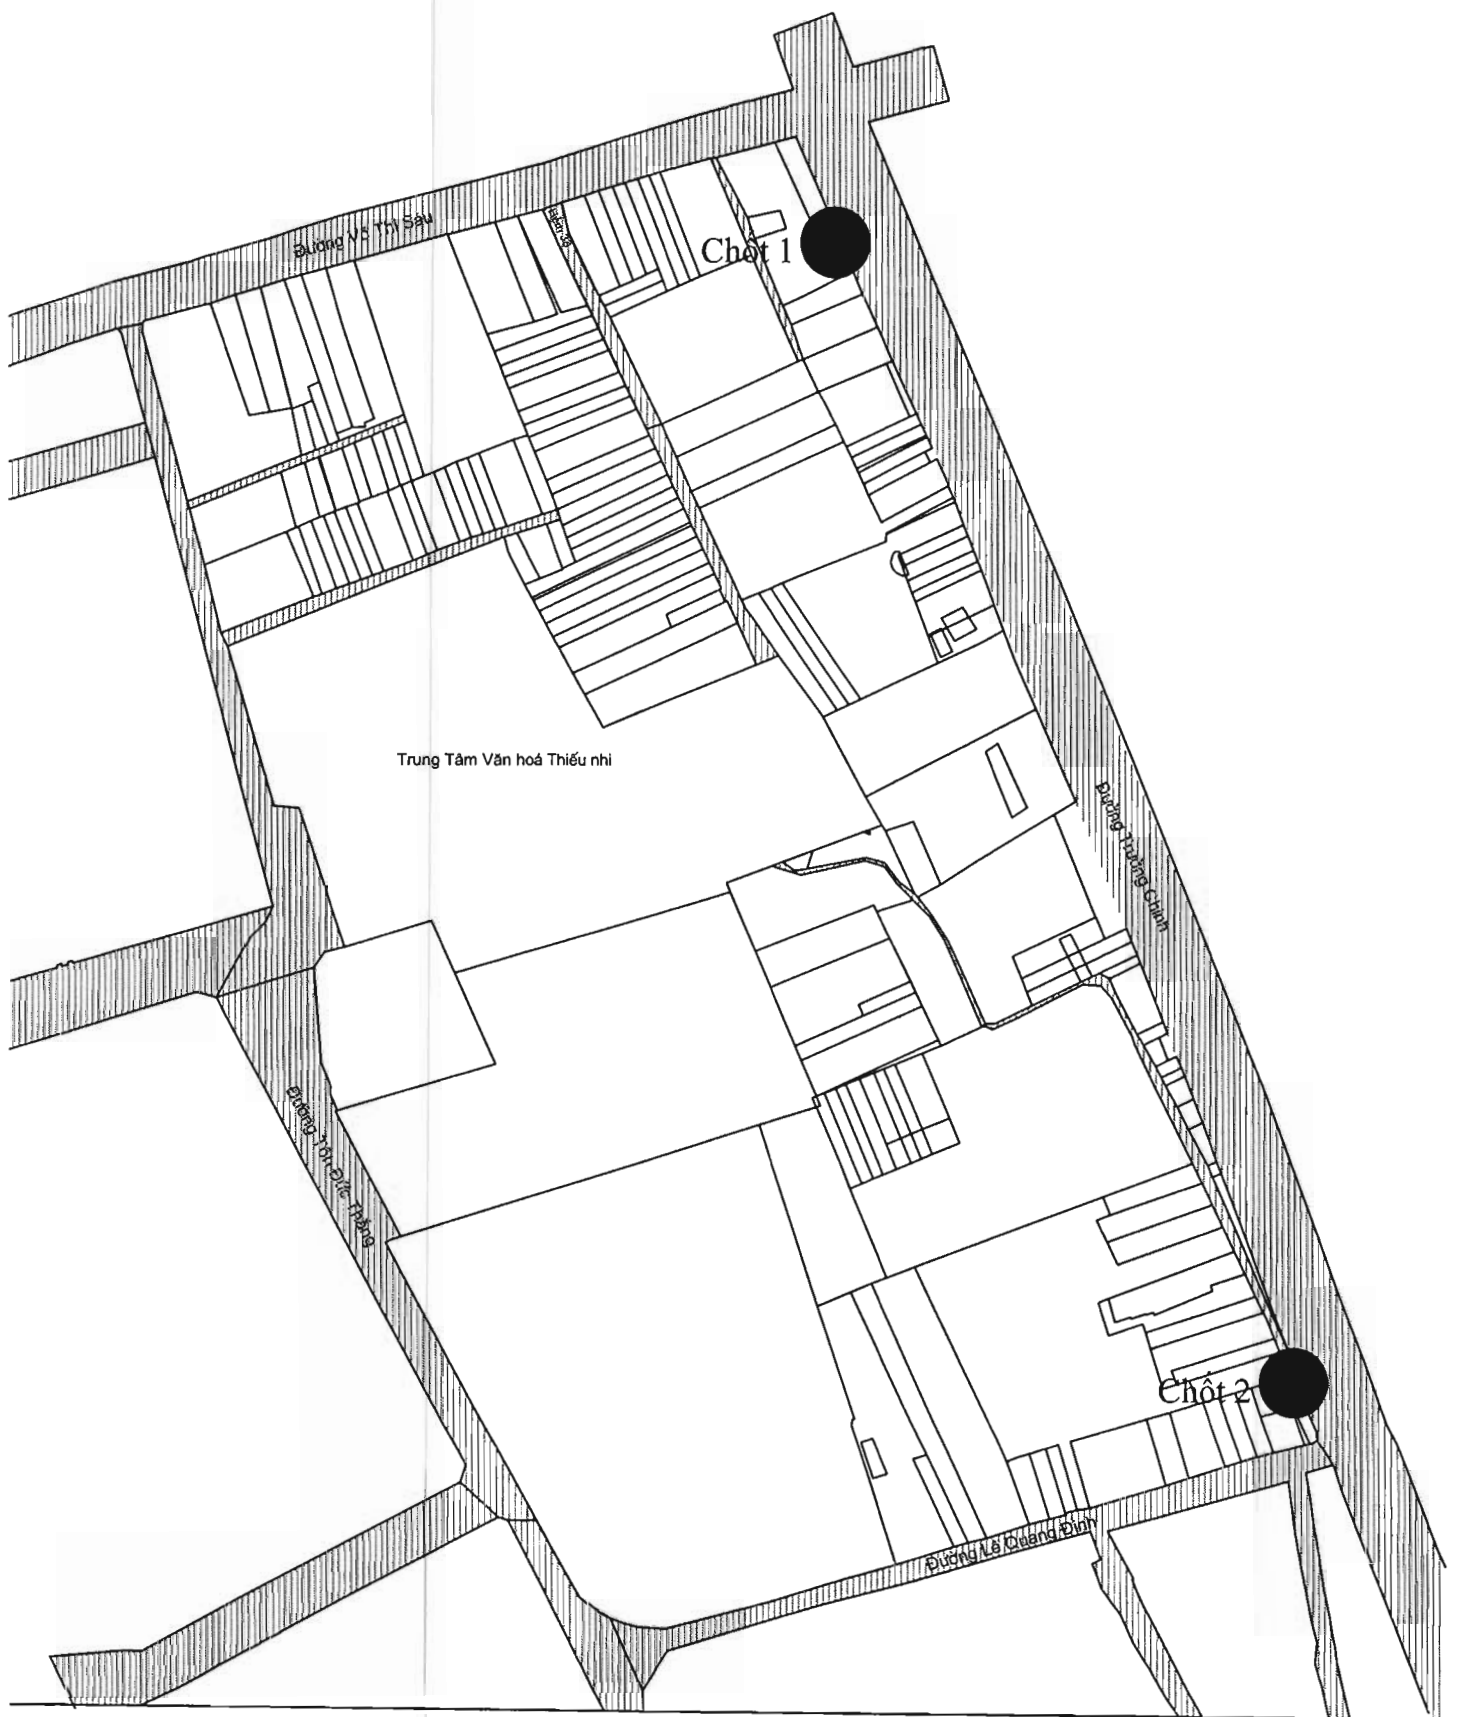 Đường Võ Thị Sáu
Chốt 1
Trung Tâm Văn hoá Thiếu nhi
Đường Trường Chinh
Đường Tôn Đức Thắng
Chốt 2
Đường Lê Quang Định